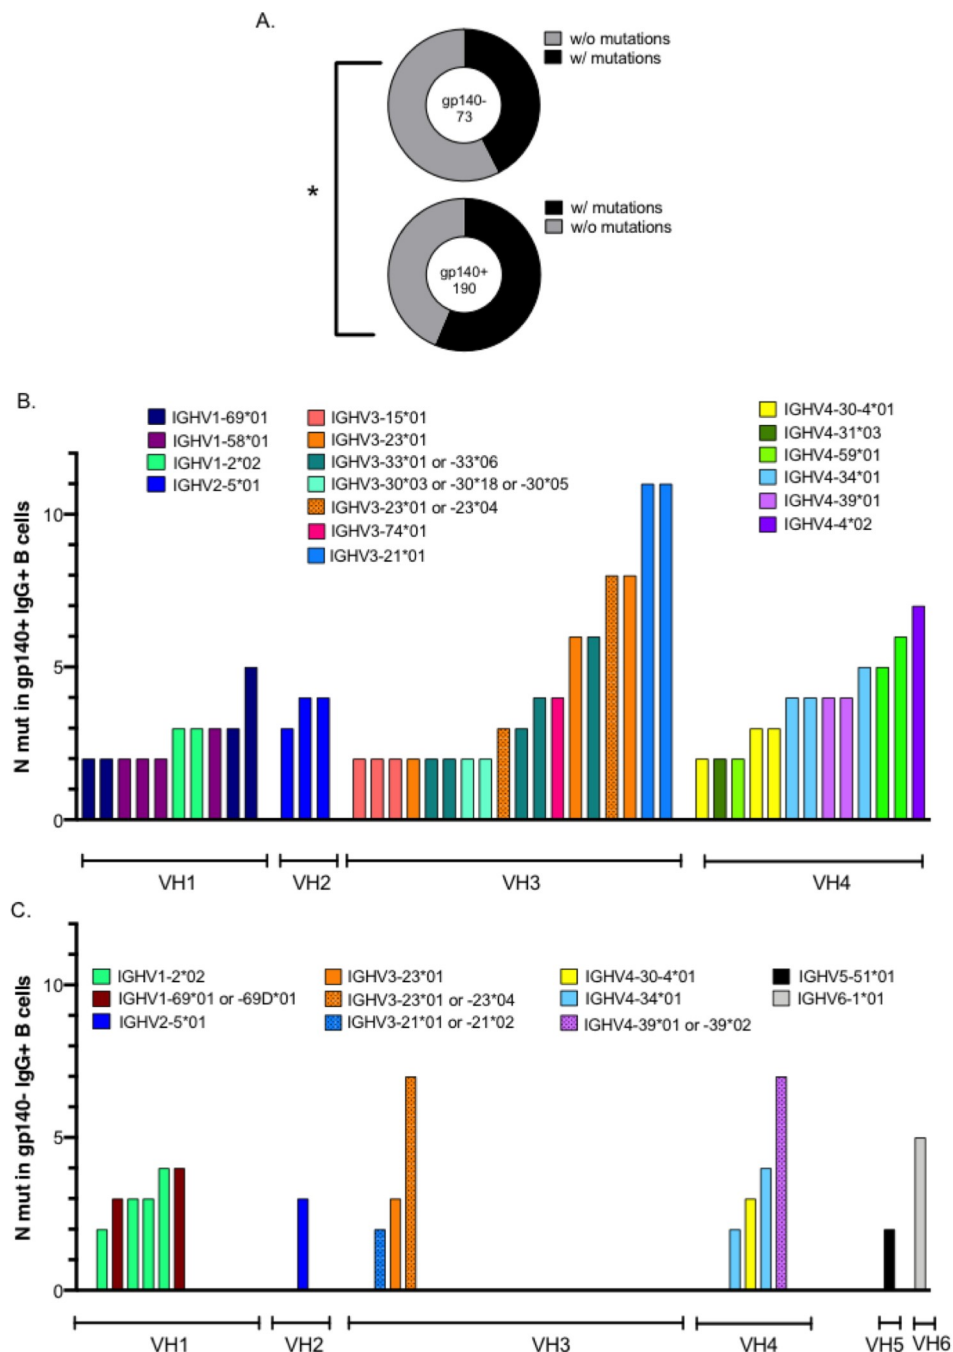 A.
w/o mutations
w/ mutations
gp140-
73
*
w/ mutations
w/o mutations
gp140+
190
B.
IGHV1-69*01
IGHV1-58*01
IGHV1-2*02
IGHV2-5*01
IGHV3-15*01
IGHV3-23*01
IGHV3-33*01 or -33*06
IGHV3-30*03 or -30*18 or -30*05
IGHV3-23*01 or -23*04
IGHV3-74*01
IGHV3-21*01
IGHV4-30-4*01
IGHV4-31*03
IGHV4-59*01
IGHV4-34*01
IGHV4-39*01
IGHV4-4*02
N mut in gp140+ IgG+ B cells
10
5
0
VH1
VH2
VH3
VH4
C.
IGHV1-2*02
IGHV1-69*01 or -69D*01
IGHV2-5*01
IGHV3-23*01
IGHV3-23*01 or -23*04
IGHV3-21*01 or -21*02
IGHV4-30-4*01
IGHV4-34*01
IGHV4-39*01 or -39*02
IGHV5-51*01
IGHV6-1*01
N mut in gp140- IgG+ B cells
10
5
0
VH1
VH2
VH3
VH4
VH5
VH6